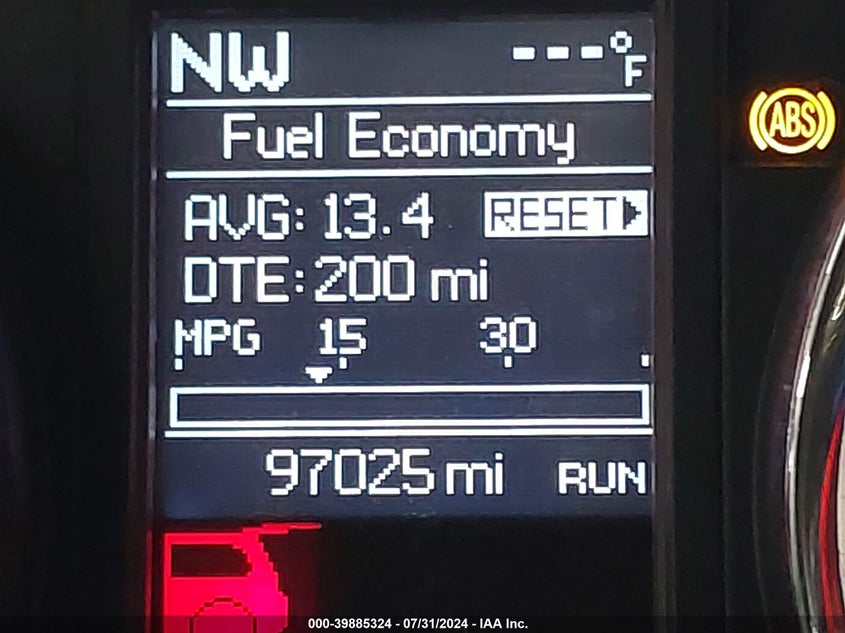 NW ---°F
Fuel Economy
AVG: 13.4 RESET
DTE: 200 mi
MPG 15 30
97025 mi RUN
ABS
000-39885324 - 07/31/2024 - IAA Inc.